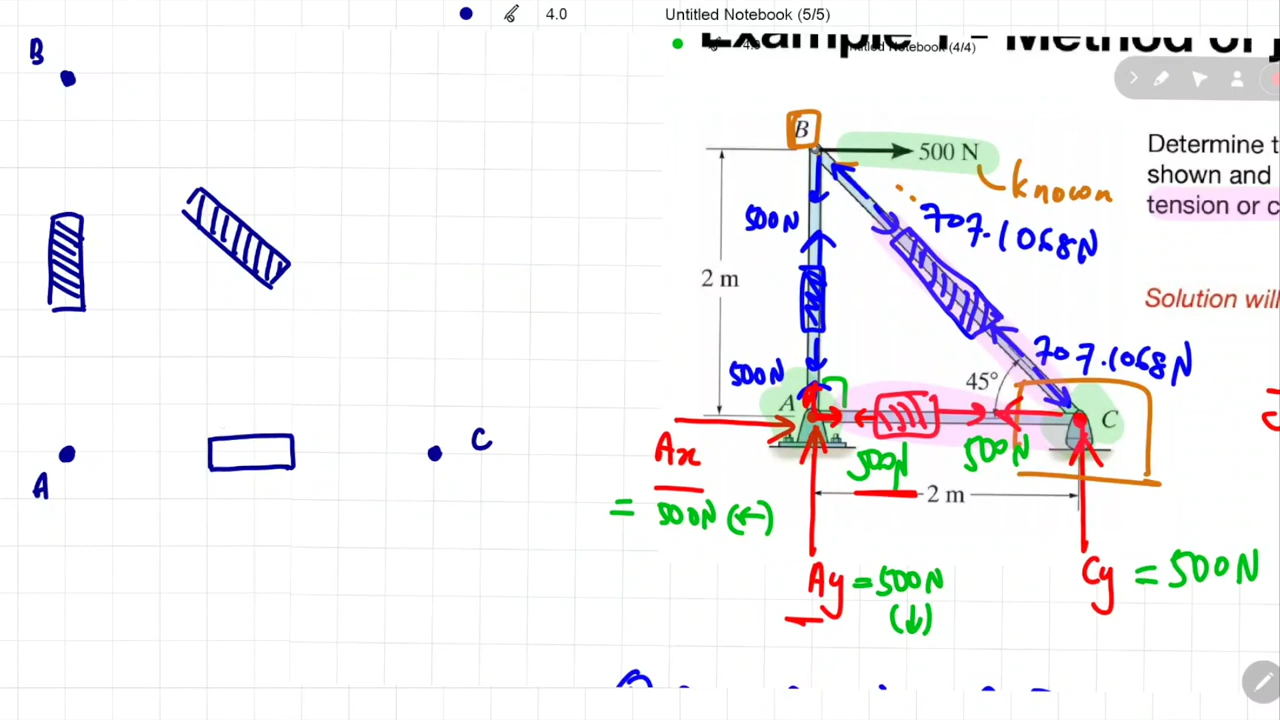 4.0
Untitled Notebook (5/5)
Example 1 - Method of J
4.0
Untitled Notebook (4/4)
B
B
500 N
known
Determine t
shown and
tension or c
500N
707.1068N
2 m
Solution will
500N
707.1068N
45°
A
C
C
A
Ax
500N
500N
2 m
= 500N (←)
Ay = 500N
(↓)
Cy = 500N